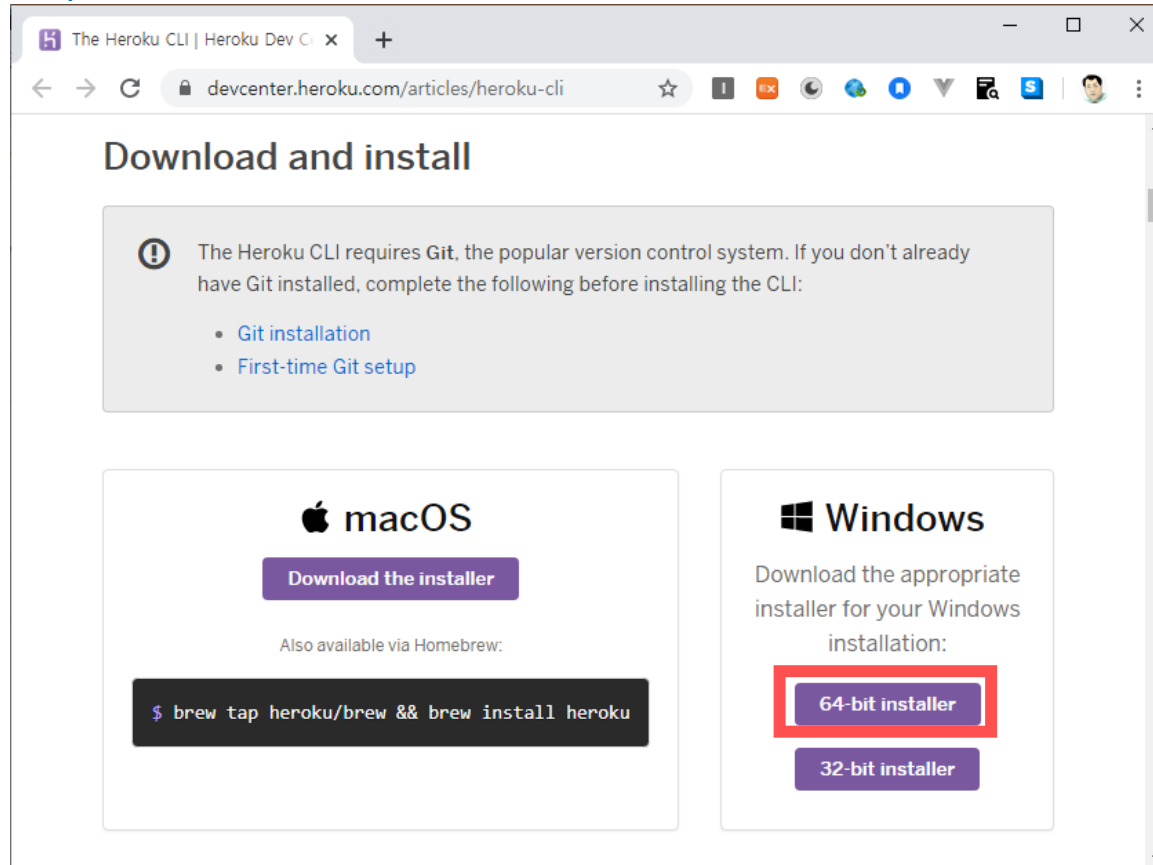 The Heroku CLI | Heroku Dev C
devcenter.heroku.com/articles/heroku-cli
Download and install
The Heroku CLI requires Git, the popular version control system. If you don't already
have Git installed, complete the following before installing the CLI:
Git installation
First-time Git setup
macOS
Download the installer
Also available via Homebrew:
$ brew tap heroku/brew && brew install heroku
Windows
Download the appropriate
installer for your Windows
installation:
64-bit installer
32-bit installer